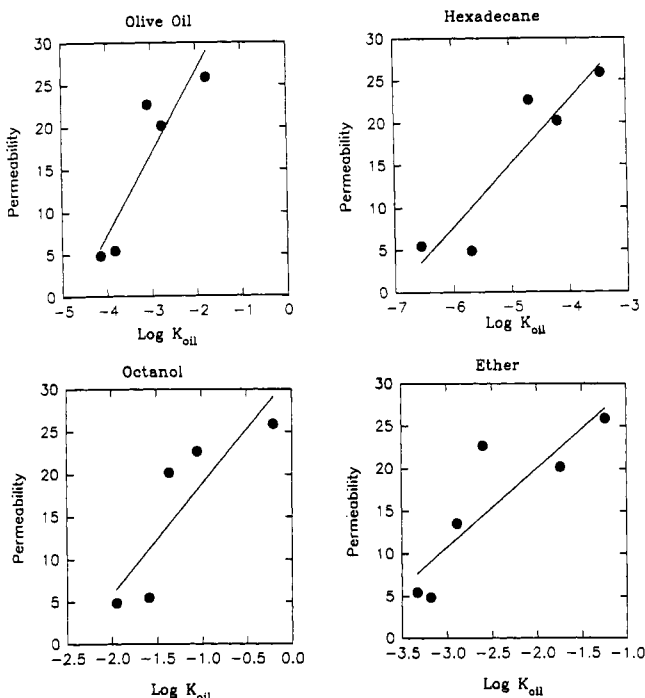 Olive Oil
30
25
20
15
10
5
0
Permeability
-5 -4 -3 -2 -1 0
Log K_oil
Hexadecane
30
25
20
15
10
5
0
Permeability
-7 -6 -5 -4 -3
Log K_oil
Octanol
30
25
20
15
10
5
0
Permeability
-2.5 -2.0 -1.5 -1.0 -0.5 0.0
Log K_oil
Ether
30
25
20
15
10
5
0
Permeability
-3.5 -3.0 -2.5 -2.0 -1.5 -1.0
Log K_oil